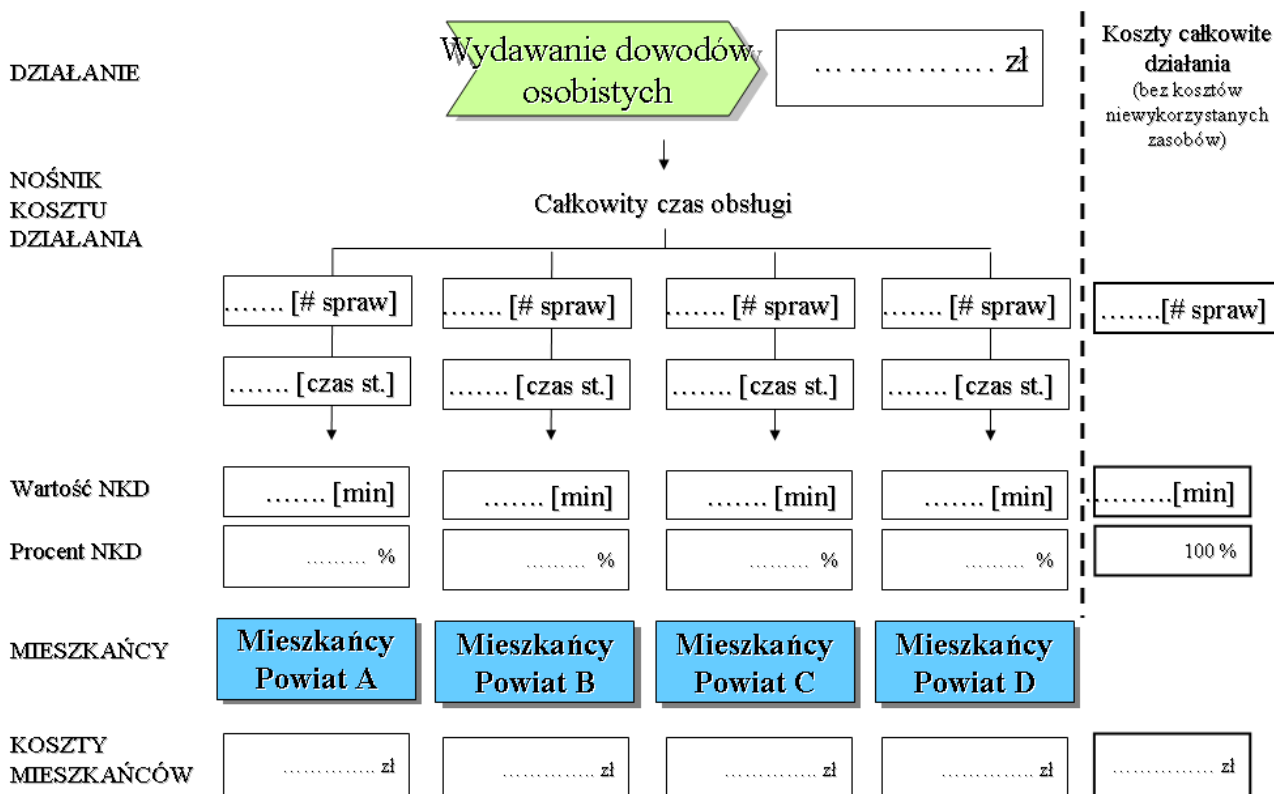 DZIAŁANIE
Wydawanie dowodów
osobistych
……………. zł
Koszty całkowite
działania
(bez kosztów
niewykorzystanych
zasobów)
NOŚNIK
KOSZTU
DZIAŁANIA
Całkowity czas obsługi
……. [# spraw]
……. [# spraw]
……. [# spraw]
……. [# spraw]
…….[# spraw]
……. [czas st.]
……. [czas st.]
……. [czas st.]
……. [czas st.]
Wartość NKD
……. [min]
……. [min]
……. [min]
……. [min]
……….[min]
Procent NKD
……… %
……… %
……… %
……… %
100 %
MIESZKAŃCY
Mieszkańcy
Powiat A
Mieszkańcy
Powiat B
Mieszkańcy
Powiat C
Mieszkańcy
Powiat D
KOSZTY
MIESZKAŃCÓW
………….. zł
………….. zł
………….. zł
………….. zł
…………… zł